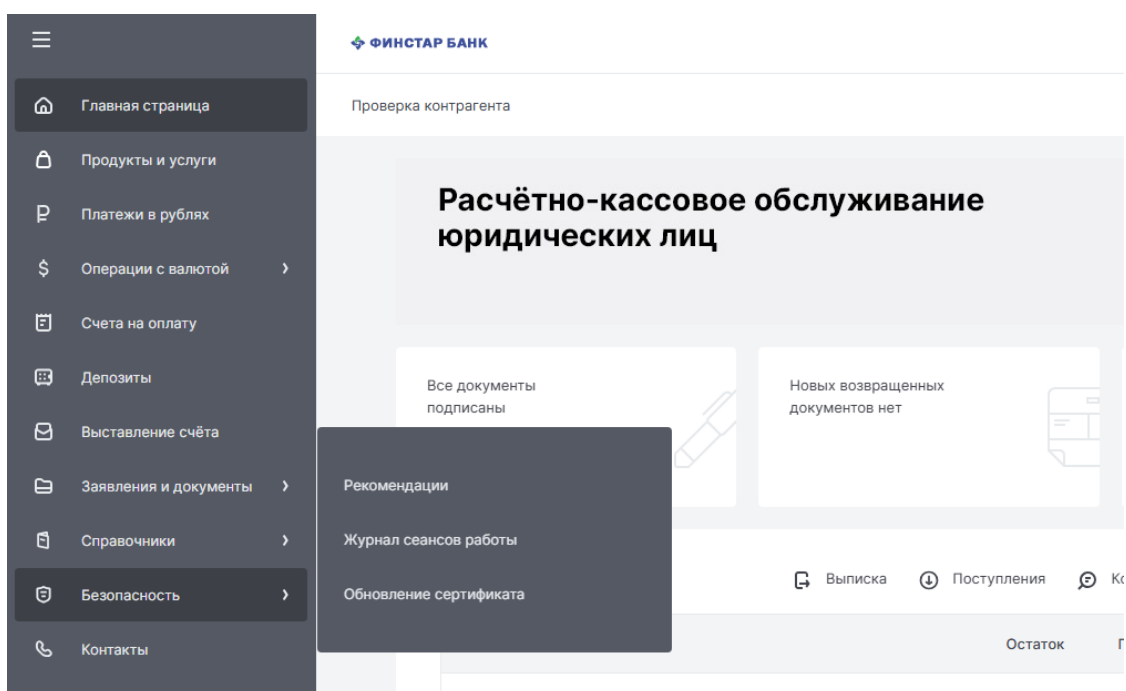 ФИНСТАР БАНК
Главная страница
Проверка контрагента
Продукты и услуги
Платежи в рублях
Операции с валютой
Счета на оплату
Депозиты
Выставление счёта
Заявления и документы
Справочники
Безопасность
Контакты
Расчётно-кассовое обслуживание
юридических лиц
Все документы
подписаны
Новых возвращенных
документов нет
Рекомендации
Журнал сеансов работы
Обновление сертификата
Выписка
Поступления
Остаток